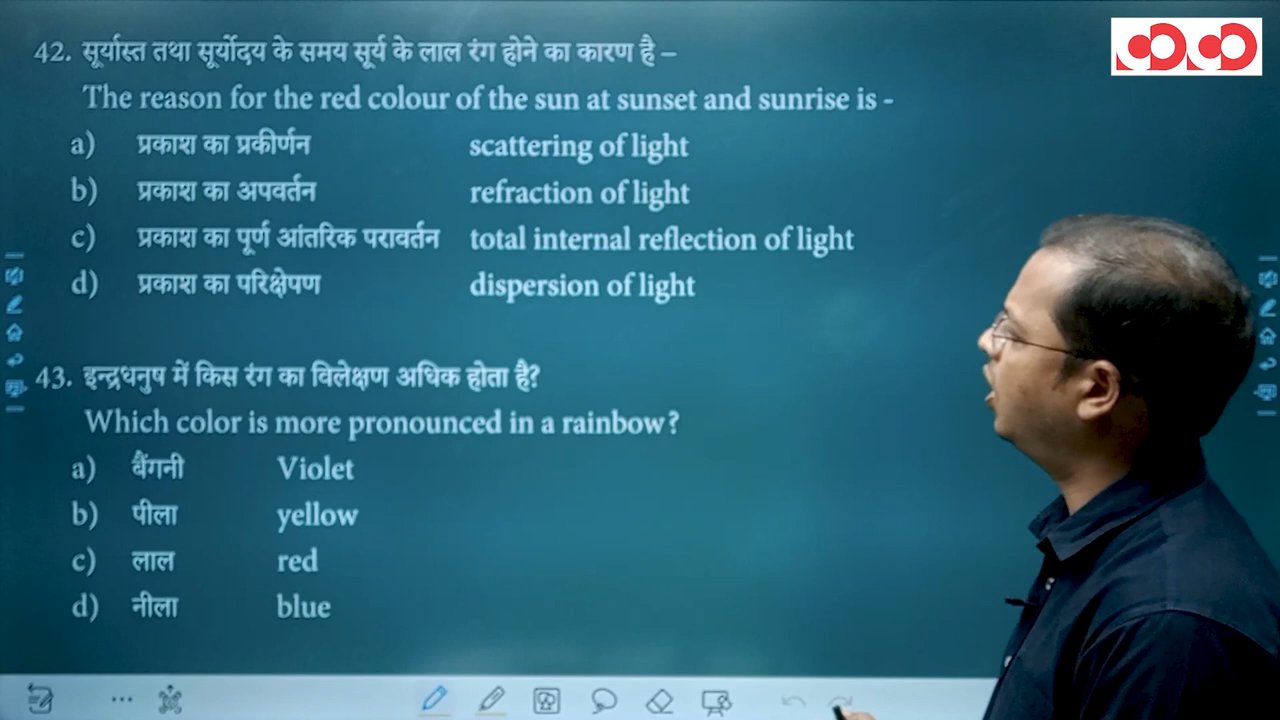 42. सूर्यास्त तथा सूर्योदय के समय सूर्य के लाल रंग होने का कारण है –
The reason for the red colour of the sun at sunset and sunrise is -
a) प्रकाश का प्रकीर्णन scattering of light
b) प्रकाश का अपवर्तन refraction of light
c) प्रकाश का पूर्ण आंतरिक परावर्तन total internal reflection of light
d) प्रकाश का परिक्षेपण dispersion of light
43. इन्द्रधनुष में किस रंग का विलेक्षण अधिक होता है?
Which color is more pronounced in a rainbow?
a) बैंगनी Violet
b) पीला yellow
c) लाल red
d) नीला blue